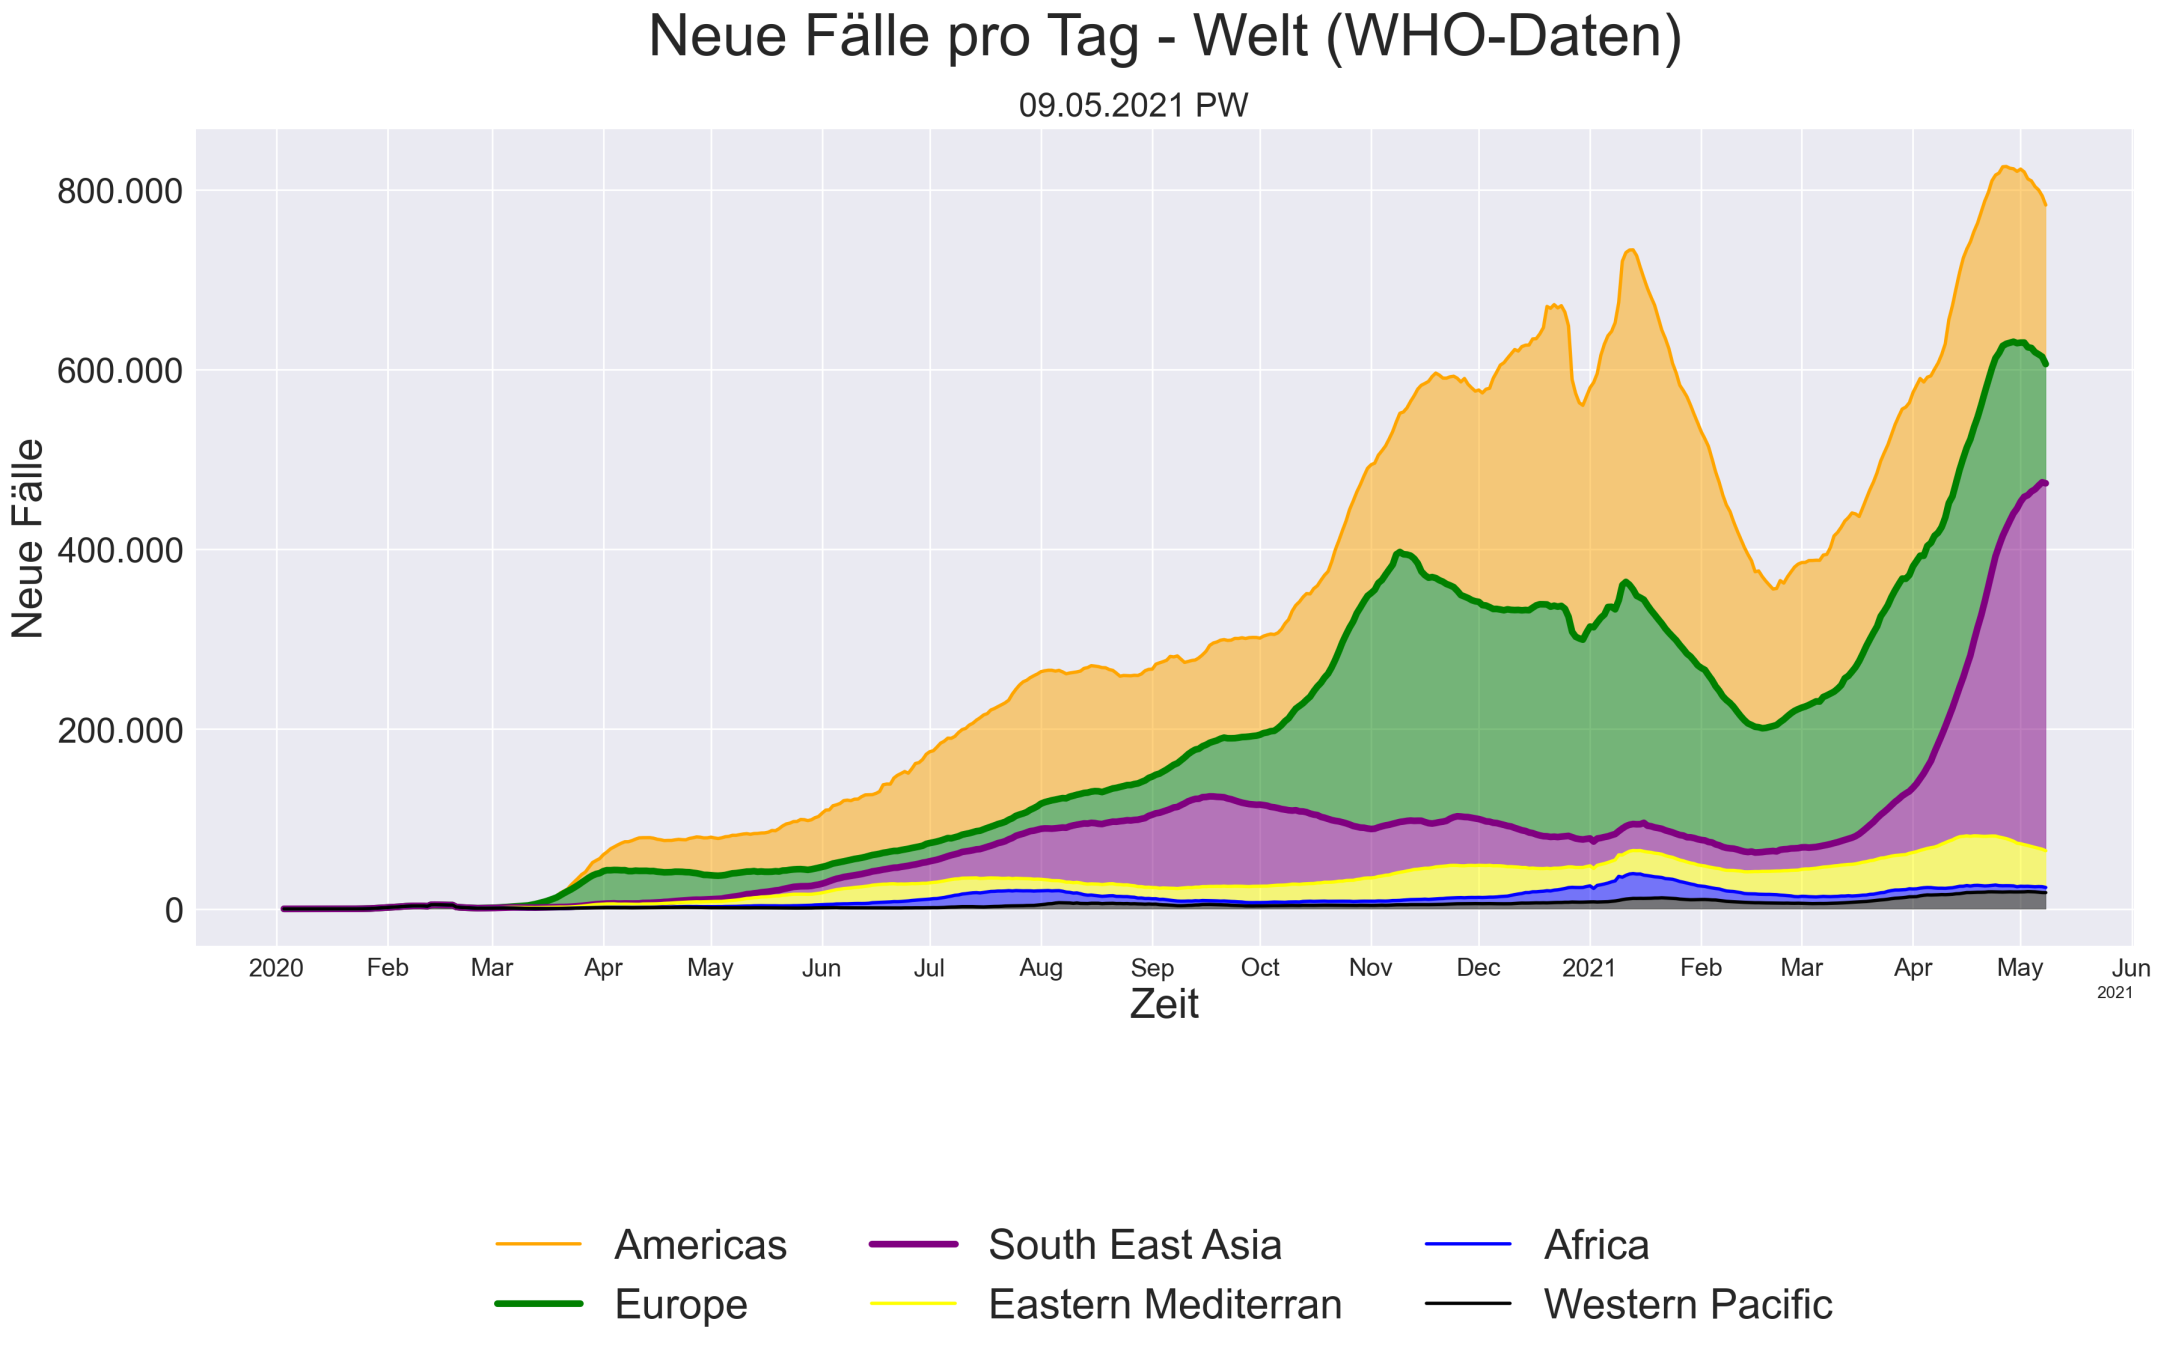 Neue Fälle pro Tag - Welt (WHO-Daten)
09.05.2021 PW
Neue Fälle
800.000
600.000
400.000
200.000
0
2020 Feb Mar Apr May Jun Jul Aug Sep Oct Nov Dec 2021 Feb Mar Apr May Jun
2021
Zeit
Americas South East Asia Africa
Europe Eastern Mediterran Western Pacific